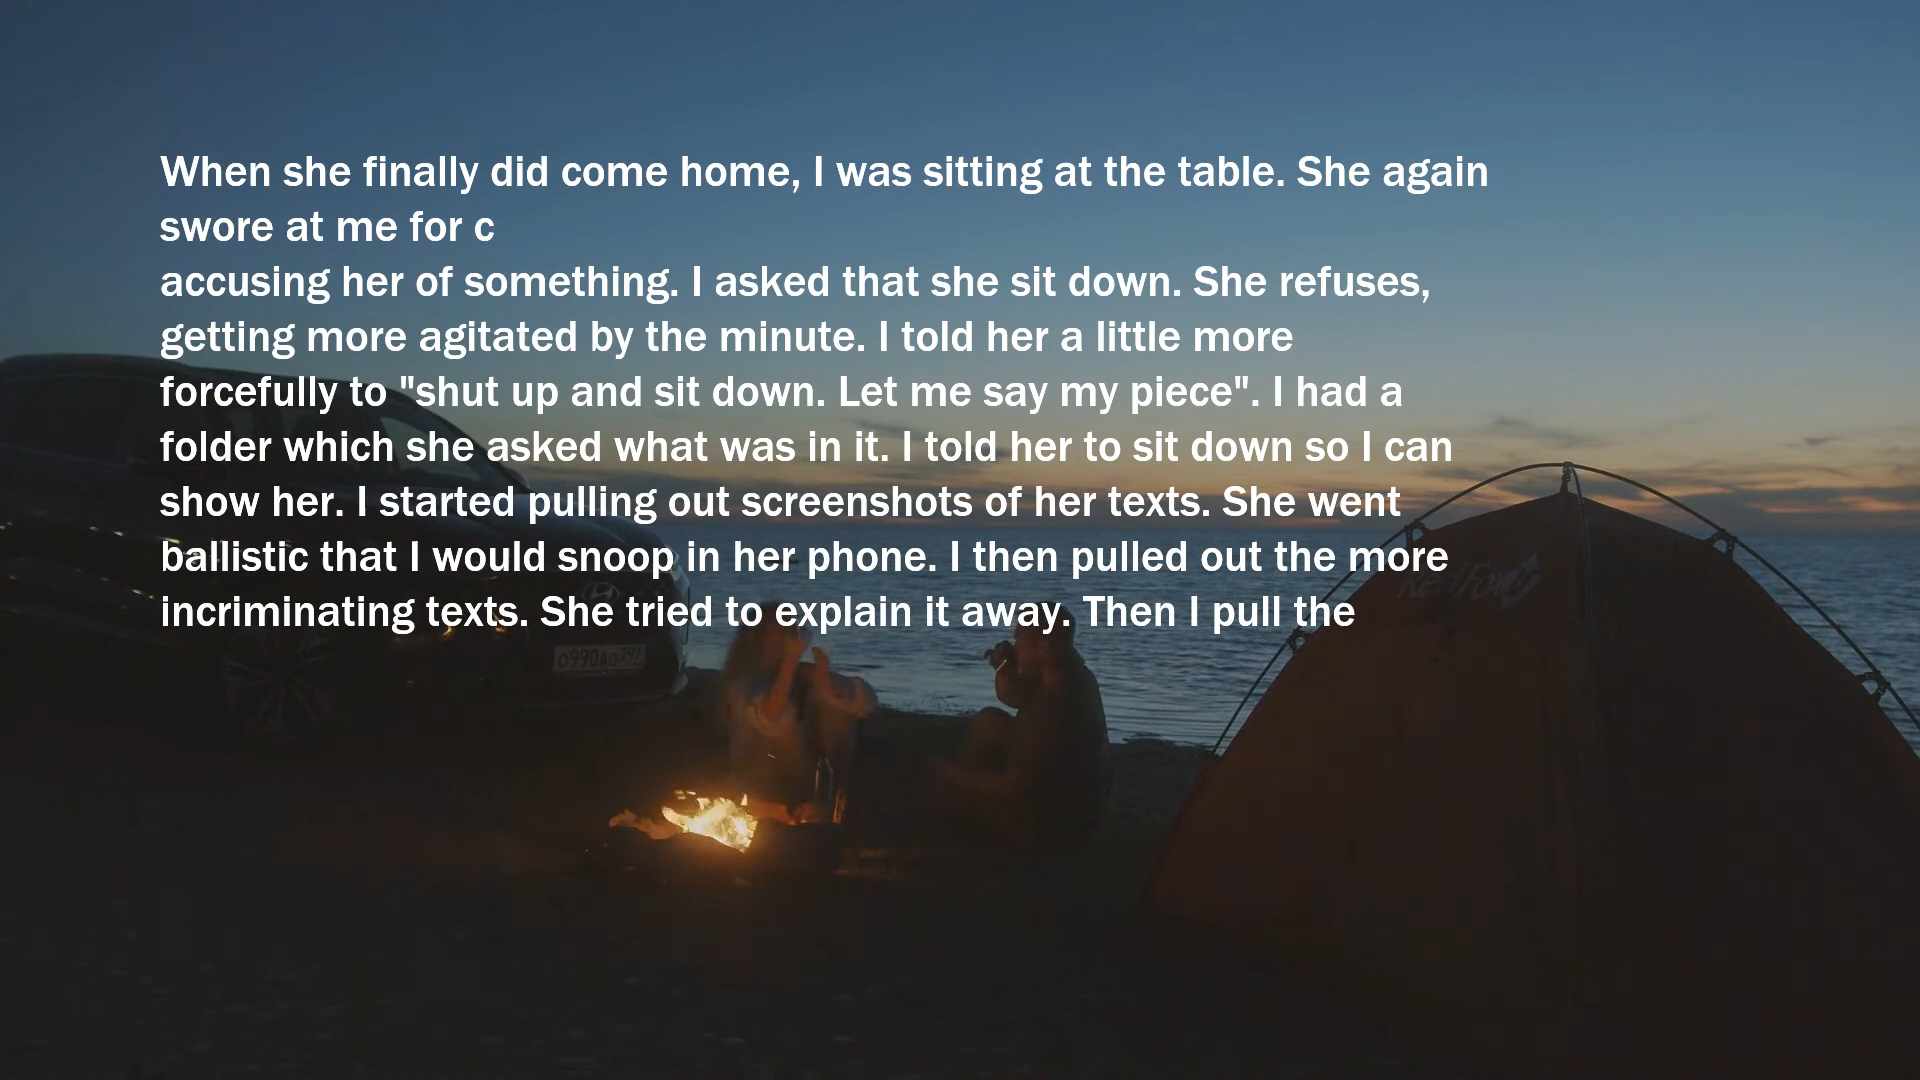 When she finally did come home, I was sitting at the table. She again
swore at me for c
accusing her of something. I asked that she sit down. She refuses,
getting more agitated by the minute. I told her a little more
forcefully to "shut up and sit down. Let me say my piece". I had a
folder which she asked what was in it. I told her to sit down so I can
show her. I started pulling out screenshots of her texts. She went
ballistic that I would snoop in her phone. I then pulled out the more
incriminating texts. She tried to explain it away. Then I pull the
RedFox
О990АО 797